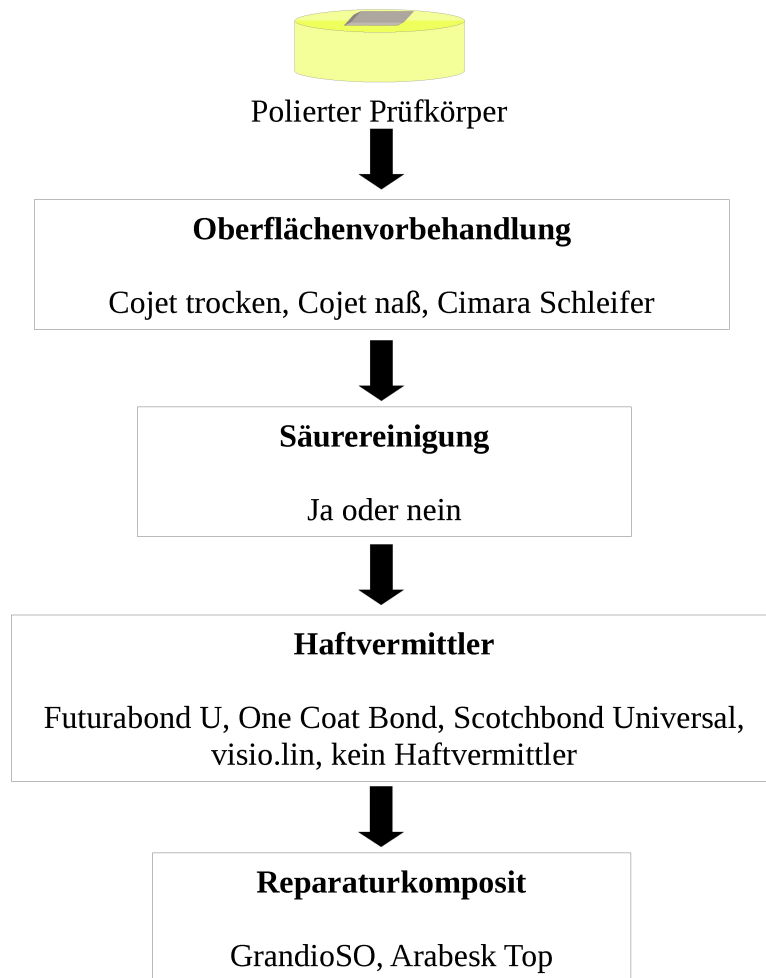 Polierter Prüfkörper
Oberflächenvorbehandlung
Cojet trocken, Cojet naß, Cimara Schleifer
Säurereinigung
Ja oder nein
Haftvermittler
Futurabond U, One Coat Bond, Scotchbond Universal,
visio.lin, kein Haftvermittler
Reparaturkomposit
GrandioSO, Arabesk Top